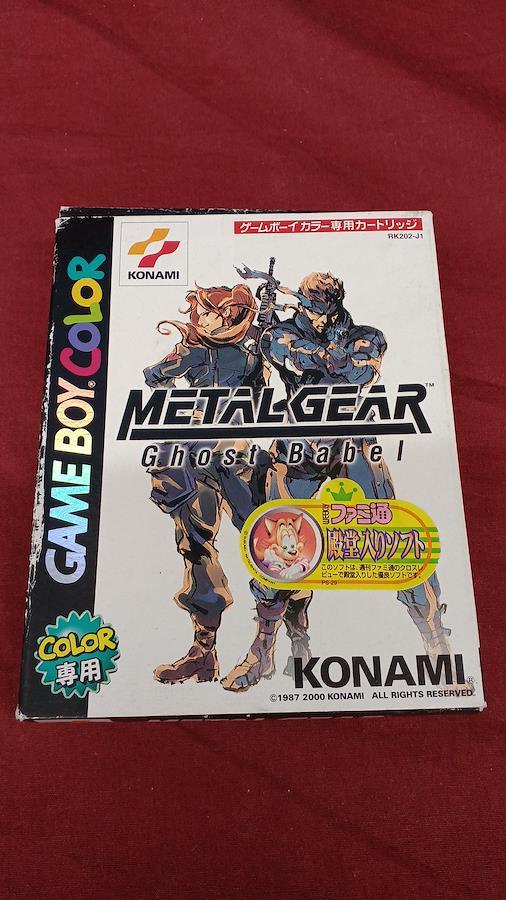 ゲームボーイカラー専用カートリッジ
RK202-J1
KONAMI
GAME BOY COLOR
METAL GEAR™
Ghost Babel
ファミ通
殿堂入りソフト
このソフトは、週刊ファミ通のクロスレ
ビューで殿堂入りした優良ソフトです。
PS-29
COLOR
専用
KONAMI®
©1987 2000 KONAMI ALL RIGHTS RESERVED.